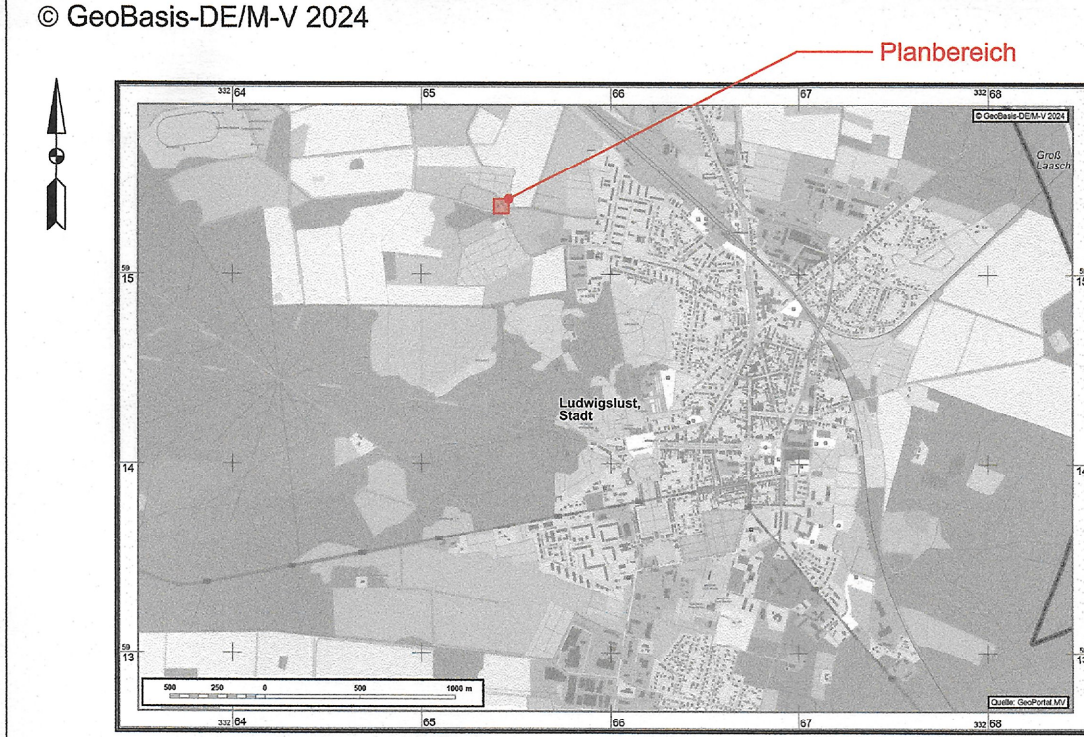 © GeoBasis-DE/M-V 2024
Planbereich
332 64
65
66
67
332 68
© GeoBasis-DE/M-V 2024
Groß
Laasch
59
15
15
Ludwigslust,
Stadt
14
14
59
13
13
500 250 0 500 1000 m
Quelle: GeoPortal.MV
332 64
65
66
67
332 68